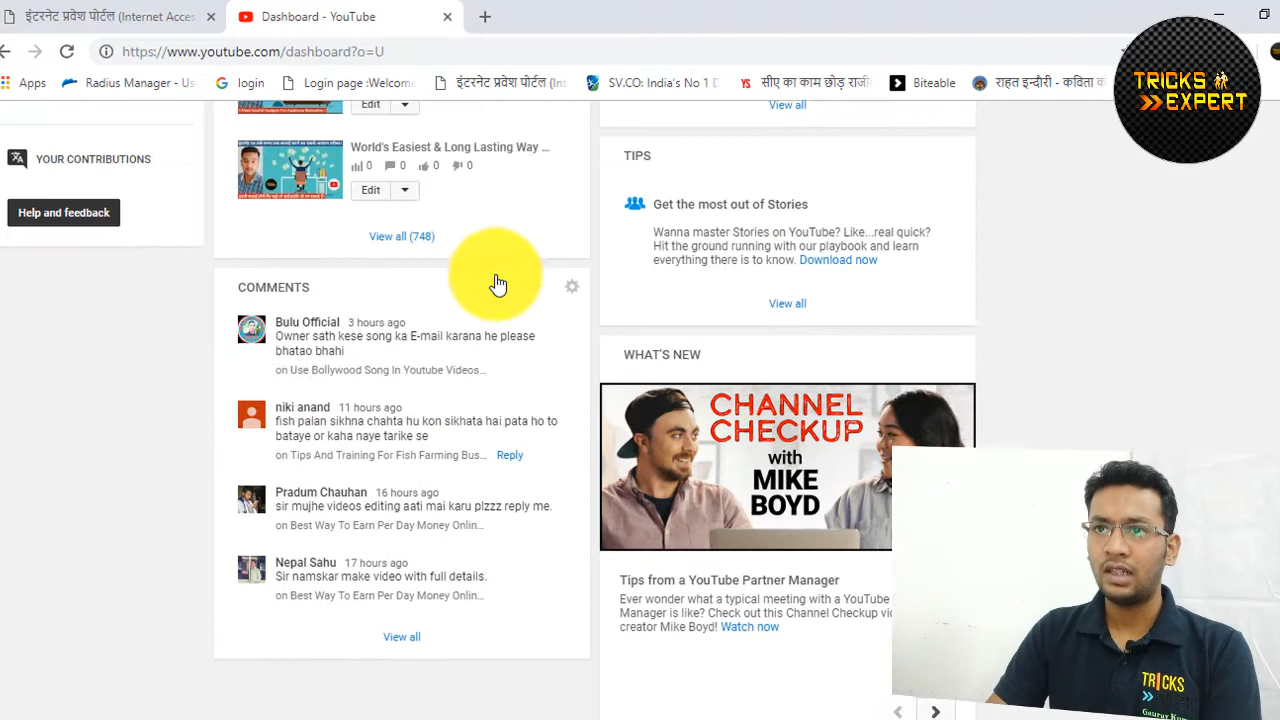 इंटरनेट प्रवेश पोर्टल (Internet Acces
Dashboard - YouTube
https://www.youtube.com/dashboard?o=U
Apps
Radius Manager - Us
login
Login page :Welcome
इंटरनेट प्रवेश पोर्टल (Int
SV.CO: India's No 1 D
सीए का काम छोड़ राजी
Biteable
राहत इन्दौरी - कविता क
TRICKS
EXPERT
Edit
View all
YOUR CONTRIBUTIONS
Help and feedback
World's Easiest & Long Lasting Way ...
0 0 0 0
Edit
View all (748)
COMMENTS
Bulu Official 3 hours ago
Owner sath kese song ka E-mail karana he please
bhatao bhahi
on Use Bollywood Song In Youtube Videos...
niki anand 11 hours ago
fish palan sikhna chahta hu kon sikhata hai pata ho to
bataye or kaha naye tarike se
on Tips And Training For Fish Farming Bus... Reply
Pradum Chauhan 16 hours ago
sir mujhe videos editing aati mai karu plzzz reply me.
on Best Way To Earn Per Day Money Onlin...
Nepal Sahu 17 hours ago
Sir namskar make video with full details.
on Best Way To Earn Per Day Money Onlin...
View all
TIPS
Get the most out of Stories
Wanna master Stories on YouTube? Like...real quick?
Hit the ground running with our playbook and learn
everything there is to know. Download now
View all
WHAT'S NEW
CHANNEL
CHECKUP
with
MIKE
BOYD
Tips from a YouTube Partner Manager
Ever wonder what a typical meeting with a YouTube
Manager is like? Check out this Channel Checkup vi
creator Mike Boyd! Watch now
TRICKS
Gaurav Ku